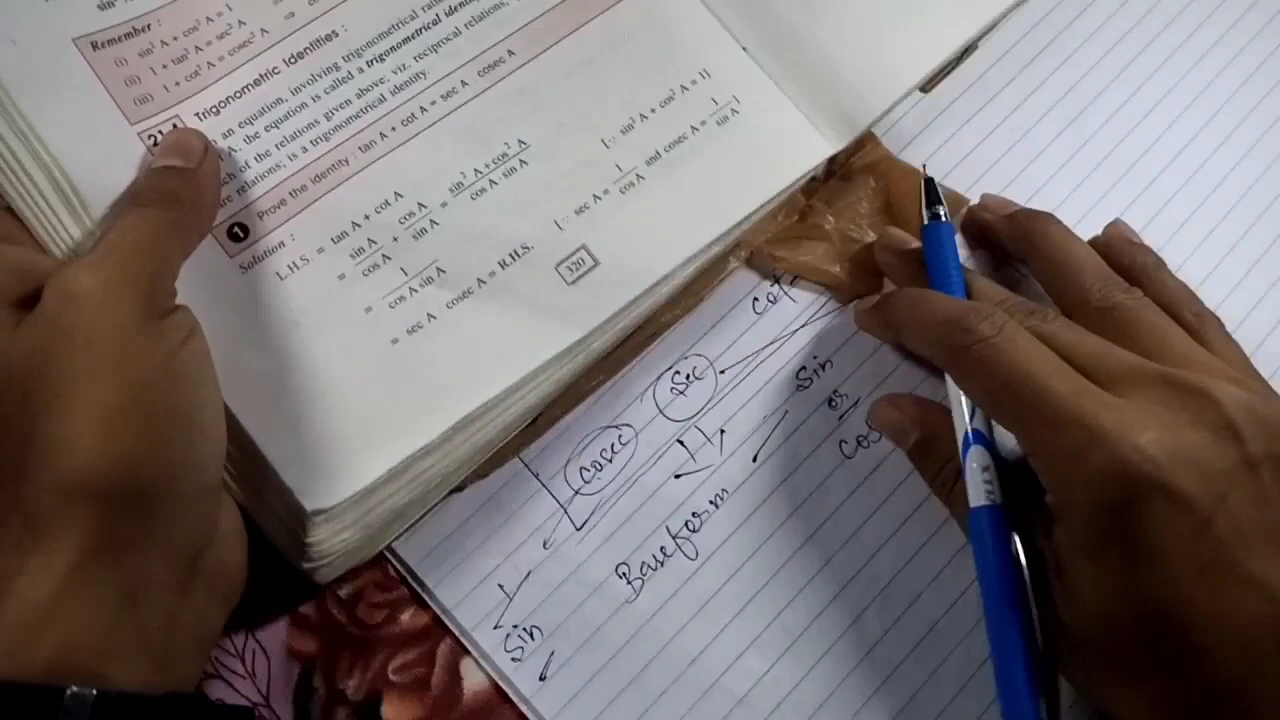 sin²
Remember :
(i) sin² A + cos² A = 1
(ii) 1 + tan² A = sec² A
(iii) 1 + cot² A = cosec² A
⇒
21.4 Trigonometric Identities :
an equation, involving trigonometrical
A, the equation is called a trigonometrical
of the relations given above, viz. reciprocal relations,
relations; is a trigonometrical identity.
1 Prove the identity : tan A + cot A = sec A . cosec A
Solution :
L.H.S. = tan A + cot A
= sin A / cos A + cos A / sin A = sin² A + cos² A / cos A . sin A
= 1 / cos A sin A [∵ sin² A + cos² A = 1]
= sec A cosec A = R.H.S. [∵ sec A = 1 / cos A and cosec A = 1 / sin A]
320
cot
sec
cosec
Sin
or
cos
Baseform
1
Sin